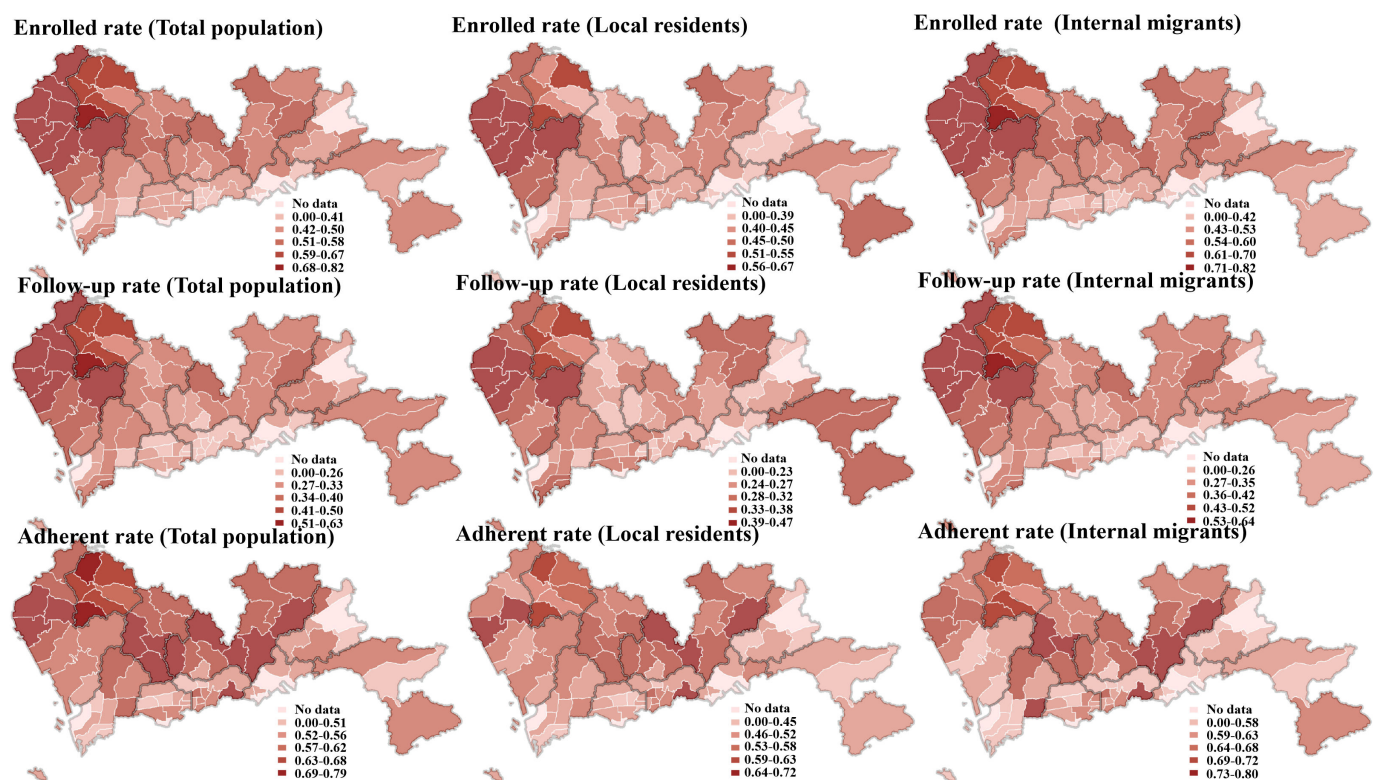 Enrolled rate (Total population)
Enrolled rate (Local residents)
Enrolled rate  (Internal migrants)
No data
0.00-0.41
0.42-0.50
0.51-0.58
0.59-0.67
0.68-0.82
No data
0.00-0.39
0.40-0.45
0.45-0.50
0.51-0.55
0.56-0.67
No data
0.00-0.42
0.43-0.53
0.54-0.60
0.61-0.70
0.71-0.82
Follow-up rate (Total population)
Follow-up rate (Local residents)
Follow-up rate (Internal migrants)
No data
0.00-0.26
0.27-0.33
0.34-0.40
0.41-0.50
0.51-0.63
No data
0.00-0.23
0.24-0.27
0.28-0.32
0.33-0.38
0.39-0.47
No data
0.00-0.26
0.27-0.35
0.36-0.42
0.43-0.52
0.53-0.64
Adherent rate (Total population)
Adherent rate (Local residents)
Adherent rate (Internal migrants)
No data
0.00-0.51
0.52-0.56
0.57-0.62
0.63-0.68
0.69-0.79
No data
0.00-0.45
0.46-0.52
0.53-0.58
0.59-0.63
0.64-0.72
No data
0.00-0.58
0.59-0.63
0.64-0.68
0.69-0.72
0.73-0.80